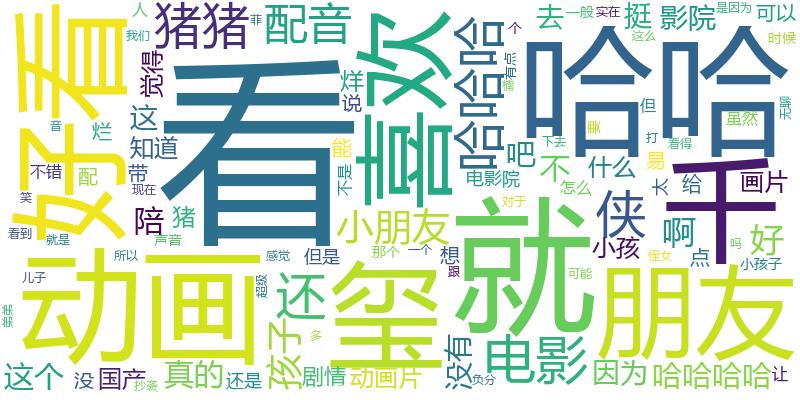 好看
看
哈哈
喜欢
就
动画
玺
朋友
千
哈哈哈
猪猪
配音
去
挺
影院
可以
人
我们
菲
个
一般
实在
是因为
这么
时候
觉得
烊
说
有点
楠
但
虽然
无聊
这
知道
音
烂
配
带
能
吧
不
要
打
看得
下去
什么
易
太
给
画片
不错
笑
现在
陪
猪
不是
电影院
怎么
小朋友
侠
小孩
啊
好
看到
就是
声音
所以
感觉
但是
那个
一个
想
对于
点
侄女
吗
小孩子
儿子
超级
还
跟
可能
弟弟
孩子
多
没有
电影
因为
哈哈哈哈
让
这个
没
国产
抄袭
真的
还是
剧情
动画片
负分